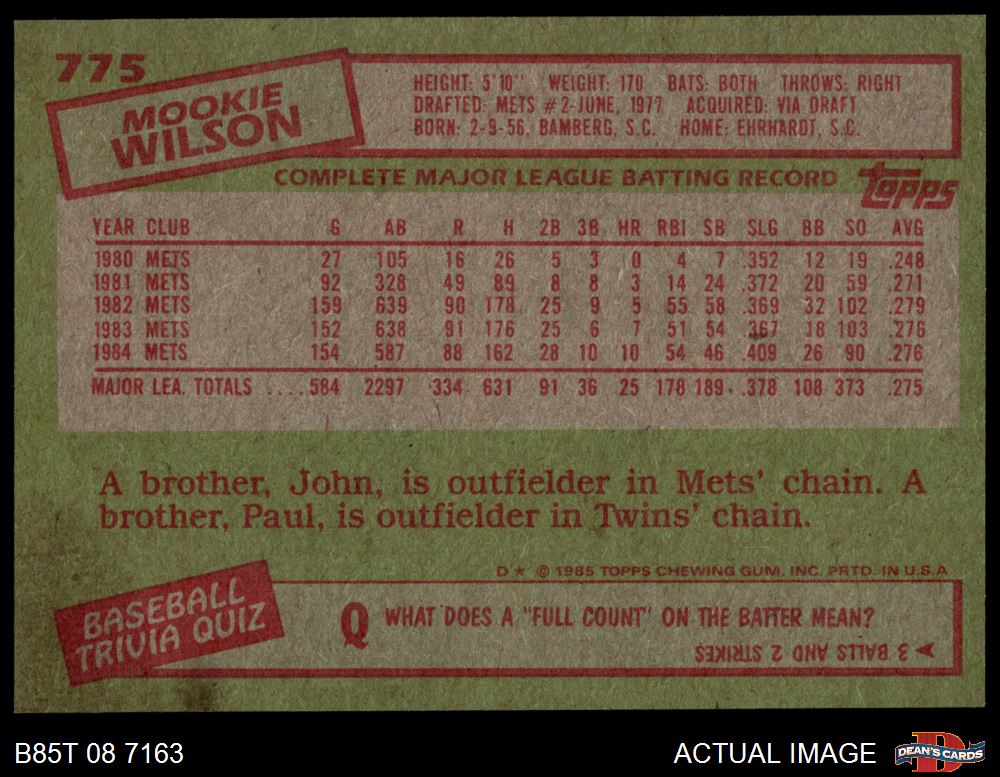 775
MOOKIE
WILSON
HEIGHT: 5'10" WEIGHT: 170 BATS: BOTH THROWS: RIGHT
DRAFTED: METS #2-JUNE, 1977 ACQUIRED: VIA DRAFT
BORN: 2-9-56, BAMBERG, S.C. HOME: EHRHARDT, S.C.
COMPLETE MAJOR LEAGUE BATTING RECORD
Topps
YEAR CLUB G AB R H 2B 3B HR RBI SB SLG BB SO AVG
1980 METS 27 105 16 26 5 3 0 4 7 .352 12 19 .248
1981 METS 92 328 49 89 8 8 3 14 24 .372 20 59 .271
1982 METS 159 639 90 178 25 9 5 55 58 .369 32 102 .279
1983 METS 152 638 91 176 25 6 7 51 54 .367 18 103 .276
1984 METS 154 587 88 162 28 10 10 54 46 .409 26 90 .276
MAJOR LEA. TOTALS ....584 2297 334 631 91 36 25 178 189 .378 108 373 .275
A brother, John, is outfielder in Mets' chain. A
brother, Paul, is outfielder in Twins' chain.
D* © 1985 TOPPS CHEWING GUM, INC. PRTD. IN U.S.A
BASEBALL
TRIVIA QUIZ
Q WHAT DOES A "FULL COUNT" ON THE BATTER MEAN?
A 3 BALLS AND 2 STRIKES
B85T 08 7163
ACTUAL IMAGE
DEAN'S CARDS